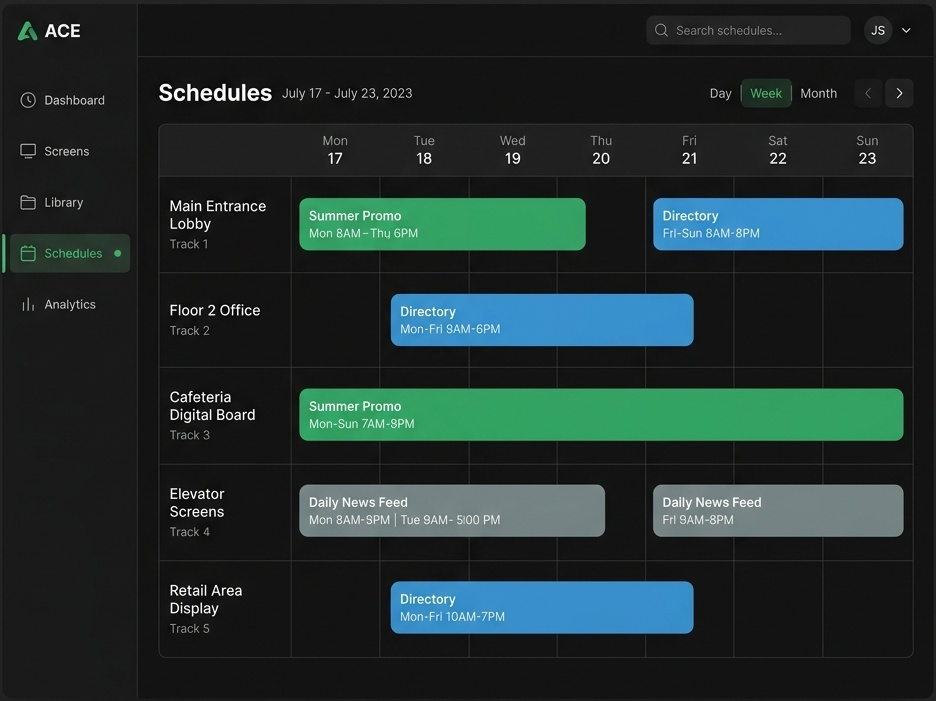 ACE
Search schedules...
JS
Dashboard
Screens
Library
Schedules
Analytics
Schedules
July 17 - July 23, 2023
Day
Week
Month
Mon
17
Tue
18
Wed
19
Thu
20
Fri
21
Sat
22
Sun
23
Main Entrance
Lobby
Track 1
Summer Promo
Mon 8AM–Thu 6PM
Directory
Fri-Sun 8AM-8PM
Floor 2 Office
Track 2
Directory
Mon-Fri 9AM-6PM
Cafeteria
Digital Board
Track 3
Summer Promo
Mon-Sun 7AM-9PM
Elevator
Screens
Track 4
Daily News Feed
Mon 8AM-9PM | Tue 9AM- 5:00 PM
Daily News Feed
Fri 9AM-8PM
Retail Area
Display
Track 5
Directory
Mon-Fri 10AM-7PM